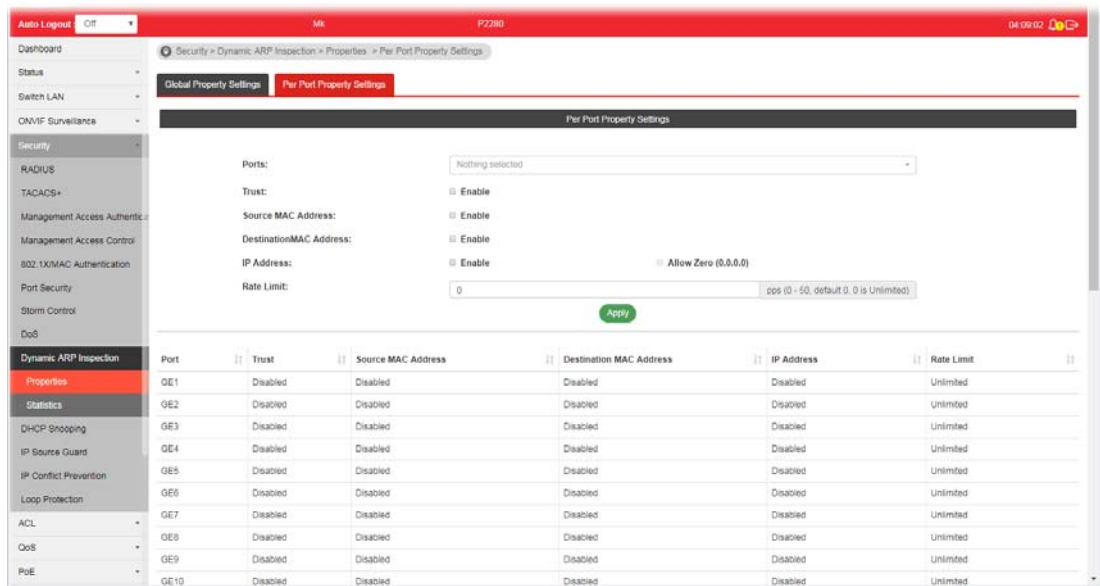 Auto Logout : Off Mk P2280 04:09:02
Dashboard
Status
Switch LAN
ONVIF Surveillance
Security
RADIUS
TACACS+
Management Access Authentic
Management Access Control
802.1X/MAC Authentication
Port Security
Storm Control
DoS
Dynamic ARP Inspection
Properties
Statistics
DHCP Snooping
IP Source Guard
IP Conflict Prevention
Loop Protection
ACL
QoS
PoE
Security » Dynamic ARP Inspection » Properties » Per Port Property Settings
Global Property Settings Per Port Property Settings
Per Port Property Settings
Ports: Nothing selected
Trust: Enable
Source MAC Address: Enable
DestinationMAC Address: Enable
IP Address: Enable Allow Zero (0.0.0.0)
Rate Limit: 0 pps (0 - 50, default 0, 0 is Unlimited)
Apply
Port Trust Source MAC Address Destination MAC Address IP Address Rate Limit
GE1 Disabled Disabled Disabled Disabled Unlimited
GE2 Disabled Disabled Disabled Disabled Unlimited
GE3 Disabled Disabled Disabled Disabled Unlimited
GE4 Disabled Disabled Disabled Disabled Unlimited
GE5 Disabled Disabled Disabled Disabled Unlimited
GE6 Disabled Disabled Disabled Disabled Unlimited
GE7 Disabled Disabled Disabled Disabled Unlimited
GE8 Disabled Disabled Disabled Disabled Unlimited
GE9 Disabled Disabled Disabled Disabled Unlimited
GE10 Disabled Disabled Disabled Disabled Unlimited